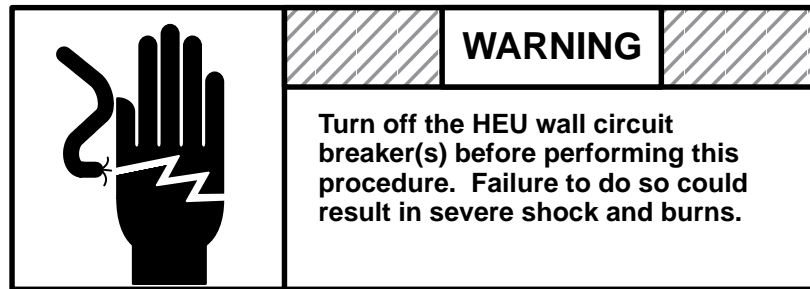 WARNING
Turn off the HEU wall circuit
breaker(s) before performing this
procedure.  Failure to do so could
result in severe shock and burns.